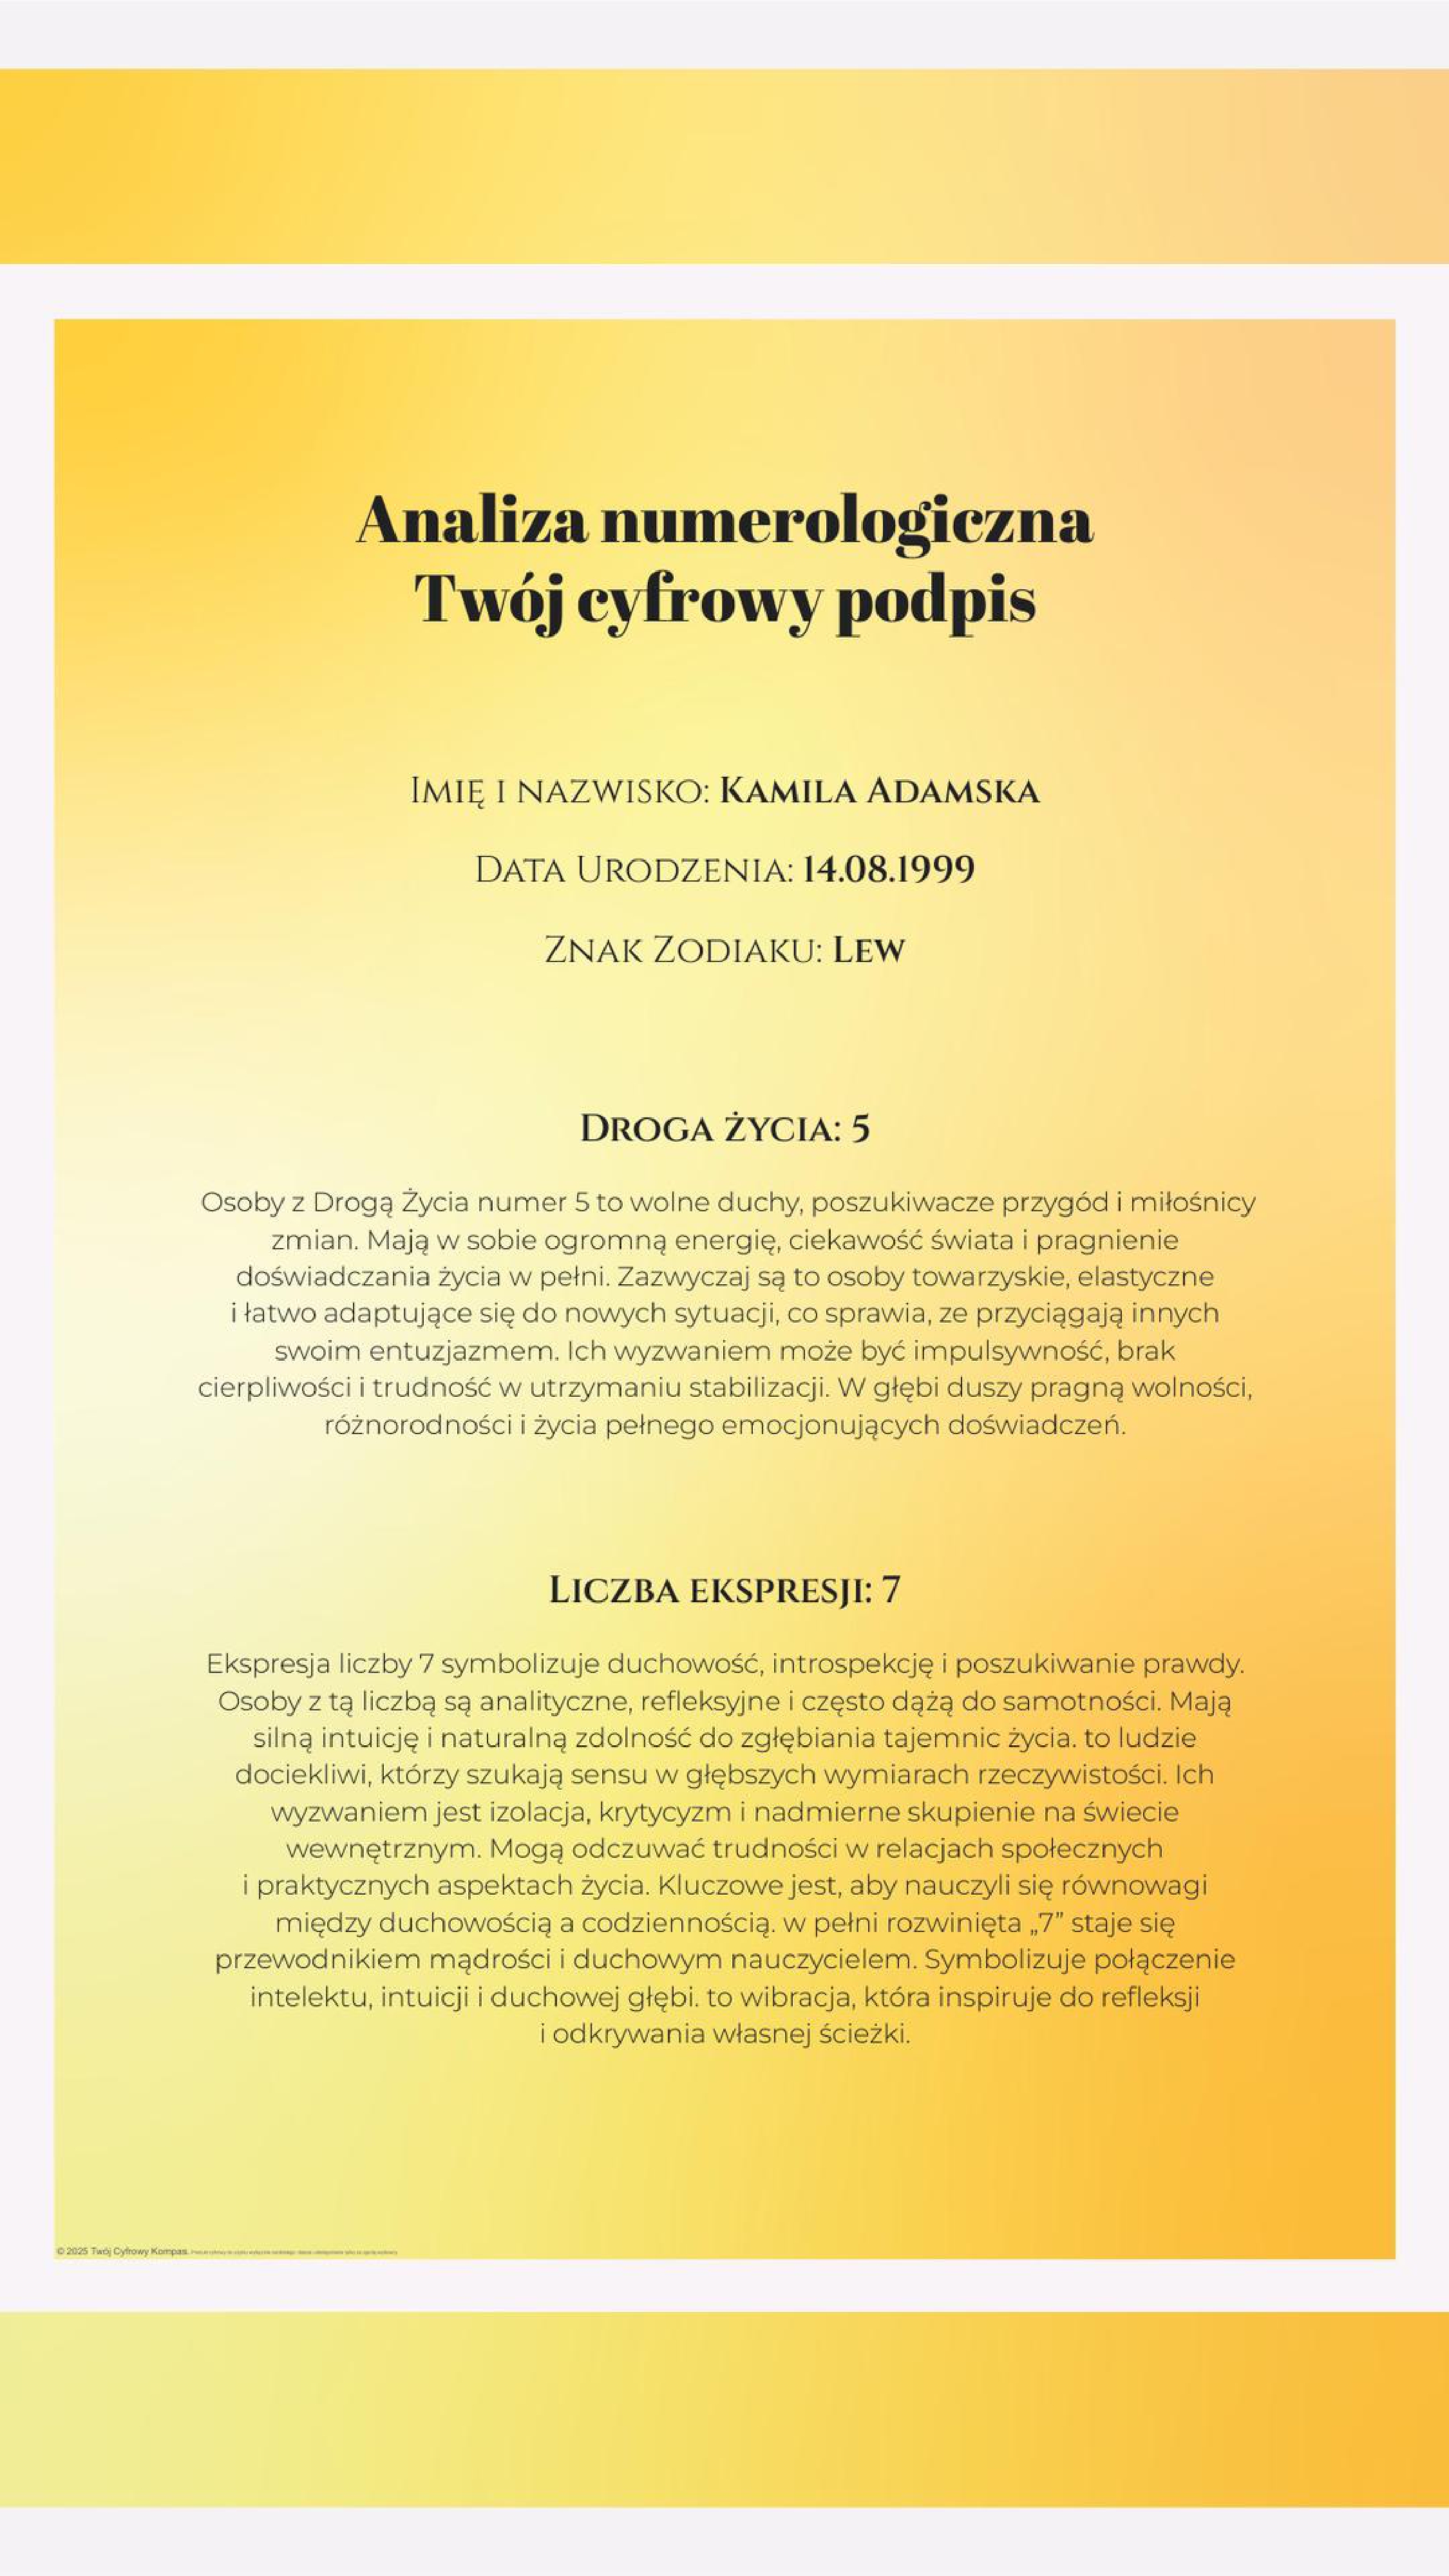 Analiza numerologiczna
Twój cyfrowy podpis
Imię i nazwisko: Kamila Adamska
Data Urodzenia: 14.08.1999
Znak Zodiaku: Lew
Droga życia: 5
Osoby z Drogą Życia numer 5 to wolne duchy, poszukiwacze przygód i miłośnicy
zmian. Mają w sobie ogromną energię, ciekawość świata i pragnienie
doświadczania życia w pełni. Zazwyczaj są to osoby towarzyskie, elastyczne
i łatwo adaptujące się do nowych sytuacji, co sprawia, ze przyciągają innych
swoim entuzjazmem. Ich wyzwaniem może być impulsywność, brak
cierpliwości i trudność w utrzymaniu stabilizacji. W głębi duszy pragną wolności,
różnorodności i życia pełnego emocjonujących doświadczeń.
Liczba ekspresji: 7
Ekspresja liczby 7 symbolizuje duchowość, introspekcję i poszukiwanie prawdy.
Osoby z tą liczbą są analityczne, refleksyjne i często dążą do samotności. Mają
silną intuicję i naturalną zdolność do zgłębiania tajemnic życia. to ludzie
dociekliwi, którzy szukają sensu w głębszych wymiarach rzeczywistości. Ich
wyzwaniem jest izolacja, krytycyzm i nadmierne skupienie na świecie
wewnętrznym. Mogą odczuwać trudności w relacjach społecznych
i praktycznych aspektach życia. Kluczowe jest, aby nauczyli się równowagi
między duchowością a codziennością. w pełni rozwinięta „7” staje się
przewodnikiem mądrości i duchowym nauczycielem. Symbolizuje połączenie
intelektu, intuicji i duchowej głębi. to wibracja, która inspiruje do refleksji
i odkrywania własnej ścieżki.
© 2025 Twój Cyfrowy Kompas.